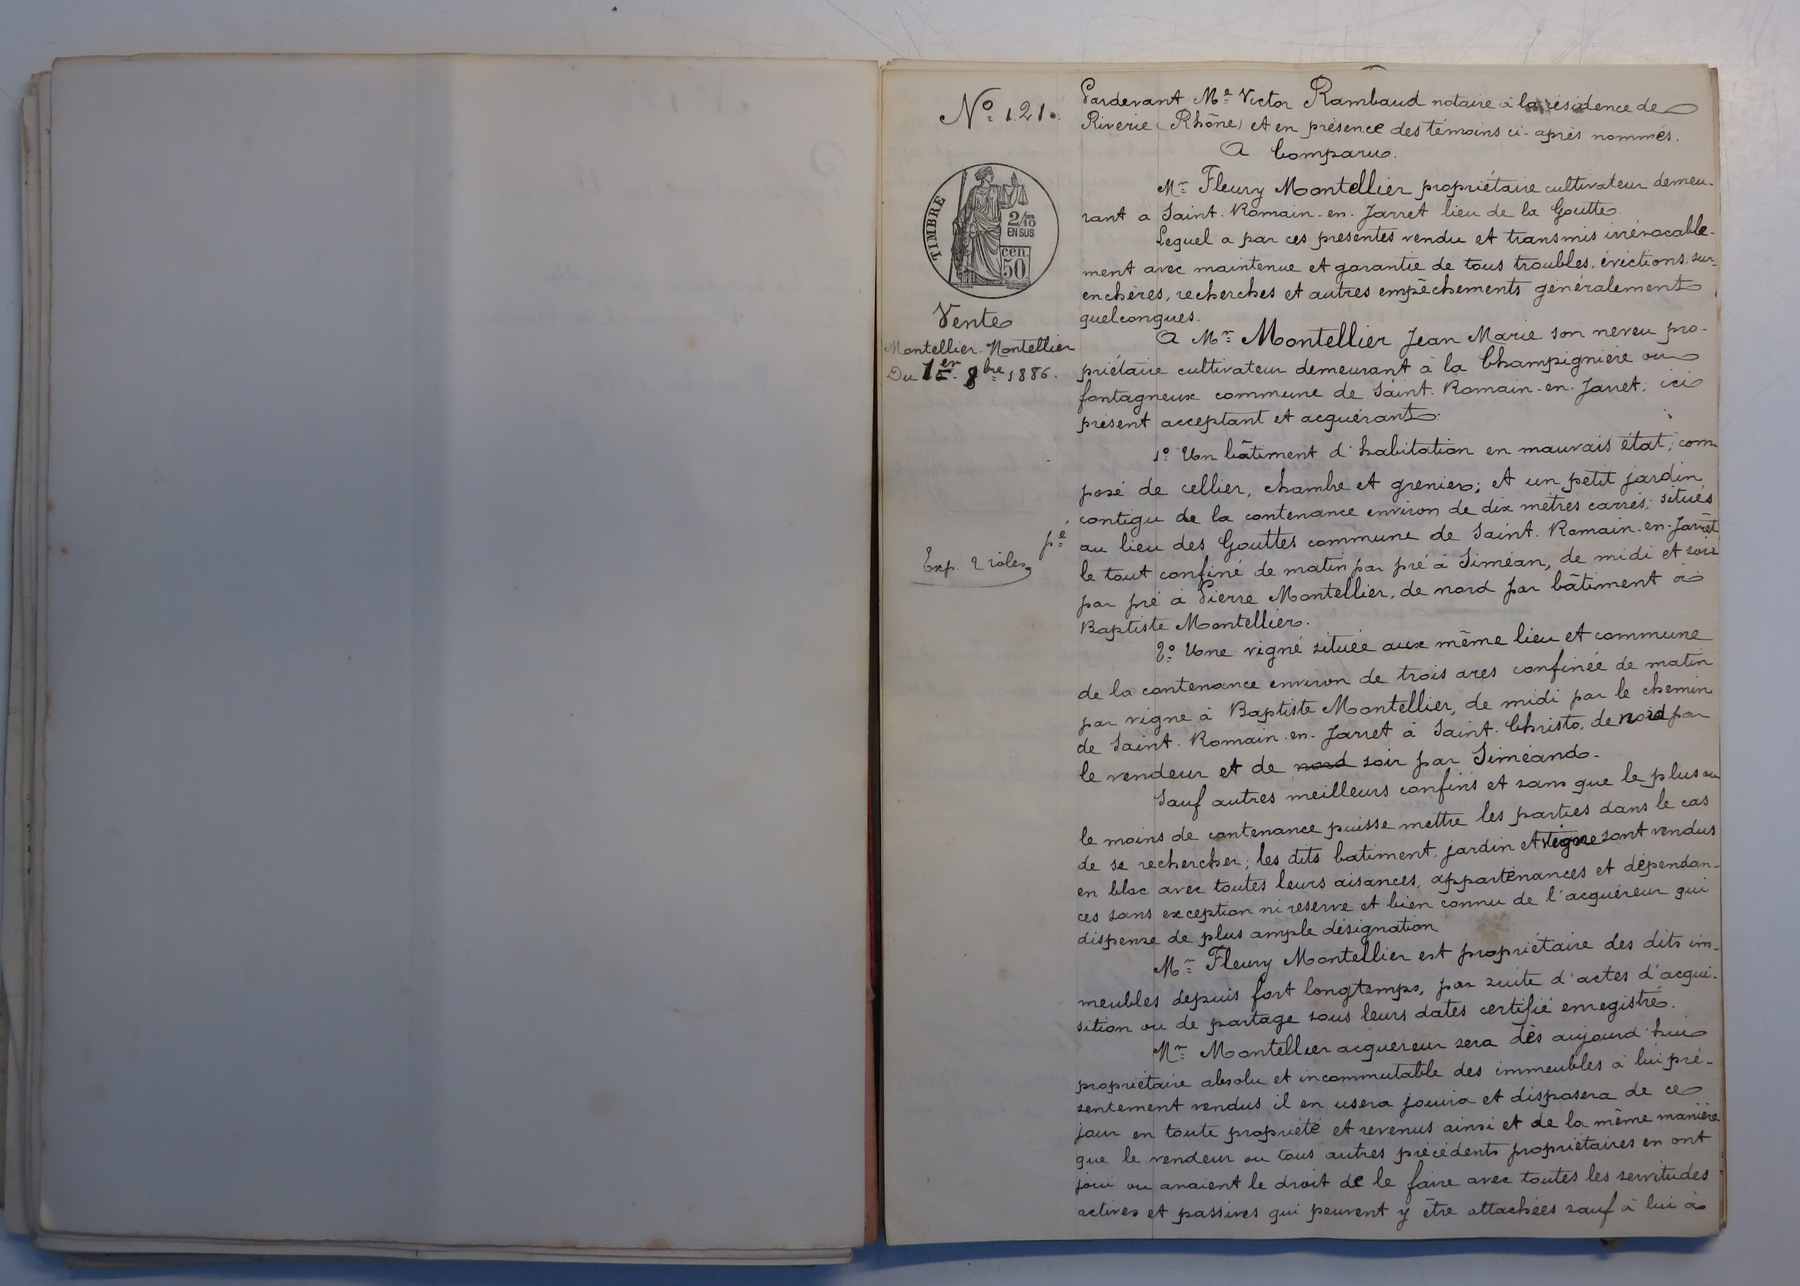 N° 121.
TIMBRE
2/10
EN SUS
cen.
50
Vente
Montellier. Montellier
Du 1er 8bre 1886.
Exp. 2 rôles
Pardevant Me Victor Rambaud notaire à la résidence de
Riverie (Rhône) et en présence des témoins ci-après nommés.
A Comparu.
Mr Fleury Montellier propriétaire cultivateur demeu-
rant à Saint-Romain-en-Jarret lieu de la Goutte
Lequel a par ces présentes vendu et transmis irrévocable-
ment avec maintenue et garantie de tous troubles, évictions, sur-
enchères, recherches et autres empêchements généralement
quelconques.
A Mr Montellier Jean Marie son neveu pro-
priétaire cultivateur demeurant à la Champignière ou
fontagneux commune de Saint-Romain-en-Jarret, ici
présent acceptant et acquérant.
1° Un bâtiment d'habitation en mauvais état, com-
posé de cellier, chambre et grenier; et un petit jardin
contigu de la contenance environ de dix mètres carrés, situés
au lieu des Gouttes commune de Saint-Romain-en-Jarret
le tout confiné de matin par pré à Siméan, de midi et soir
par pré à Pierre Montellier, de nord par bâtiment à
Baptiste Montellier.
2° Une vigne située aux même lieu et commune
de la contenance environ de trois ares confinée de matin
par vigne à Baptiste Montellier, de midi par le chemin
de Saint-Romain-en-Jarret à Saint-Christo, de nord par
le vendeur et de nord soir par Siméand.
Sauf autres meilleurs confins et sans que le plus ou
le moins de contenance puisse mettre les parties dans le cas
de se rechercher; les dits batiment, jardin et vigne sont vendus
en bloc avec toutes leurs aisances, appartenances et dépendan-
ces sans exception ni réserve et bien connu de l'acquéreur qui
dispense de plus ample désignation
Mr Fleury Montellier est propriétaire des dits im-
meubles depuis fort longtemps, par suite d'actes d'acqui-
sition ou de partage sous leurs dates certifié enregistré.
Mr Montellier acquéreur sera dès aujourd'hui
propriétaire absolu et incommutable des immeubles à lui pré-
sentement vendus il en usera jouira et disposera de ce
jour en toute propriété et revenus ainsi et de la même manière
que le vendeur ou tous autres précédents propriétaires en ont
joui ou avaient le droit de le faire avec toutes les servitudes
actives et passives qui peuvent y être attachées sauf à lui à